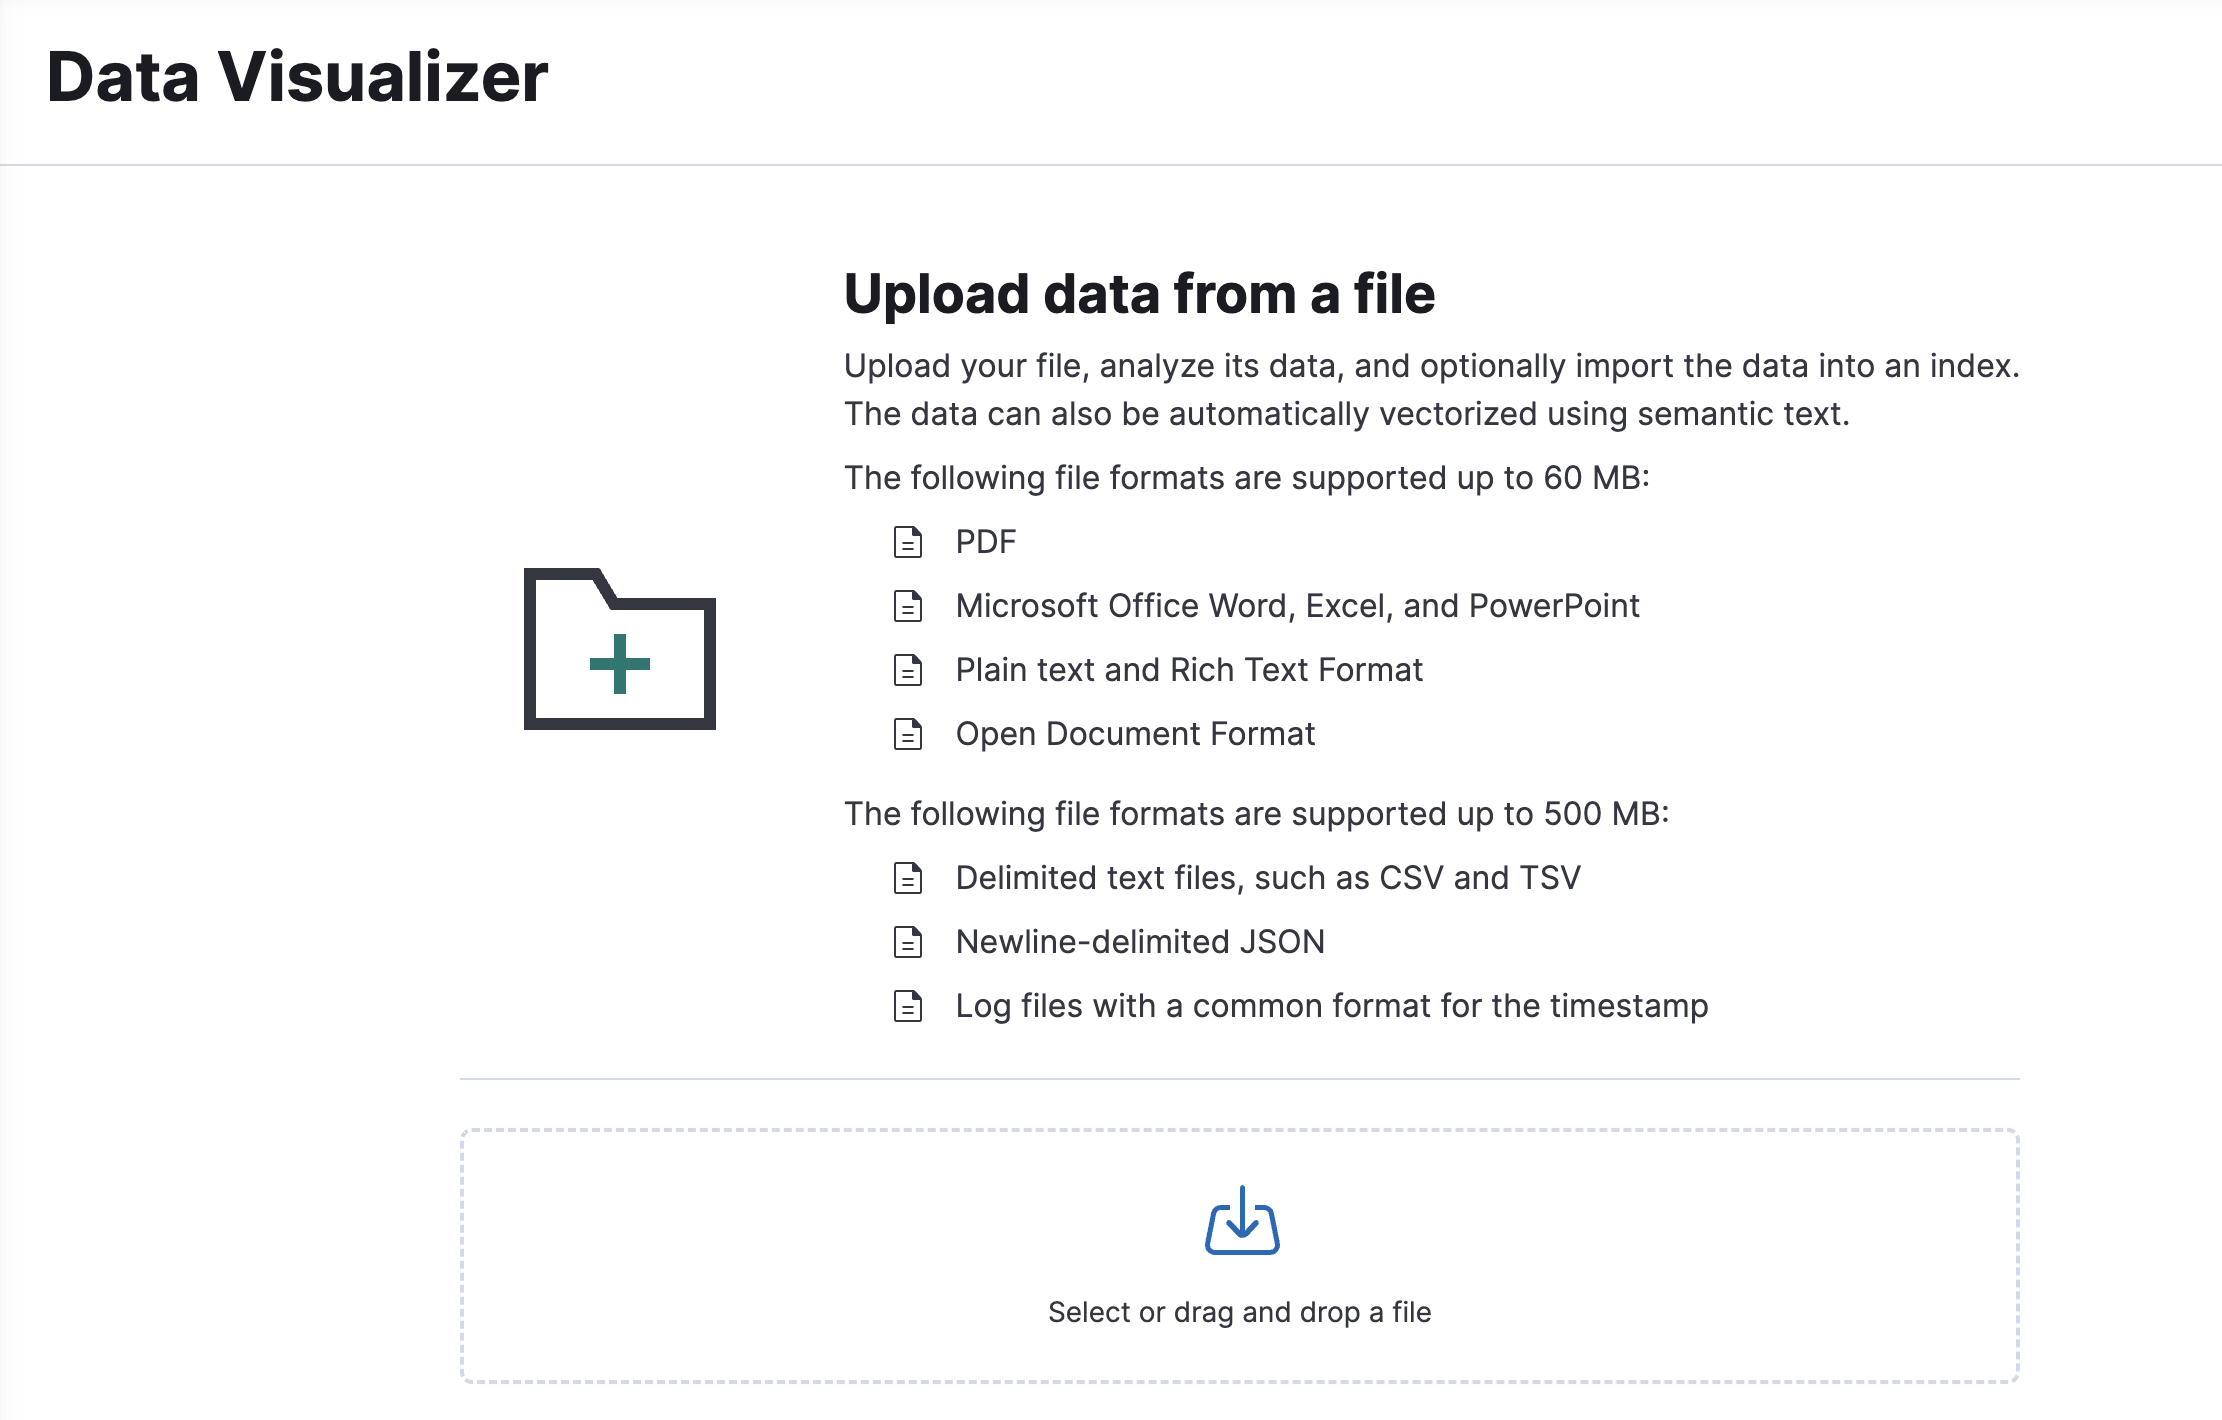 Data Visualizer
Upload data from a file
Upload your file, analyze its data, and optionally import the data into an index.
The data can also be automatically vectorized using semantic text.
The following file formats are supported up to 60 MB:
PDF
Microsoft Office Word, Excel, and PowerPoint
Plain text and Rich Text Format
Open Document Format
The following file formats are supported up to 500 MB:
Delimited text files, such as CSV and TSV
Newline-delimited JSON
Log files with a common format for the timestamp
Select or drag and drop a file